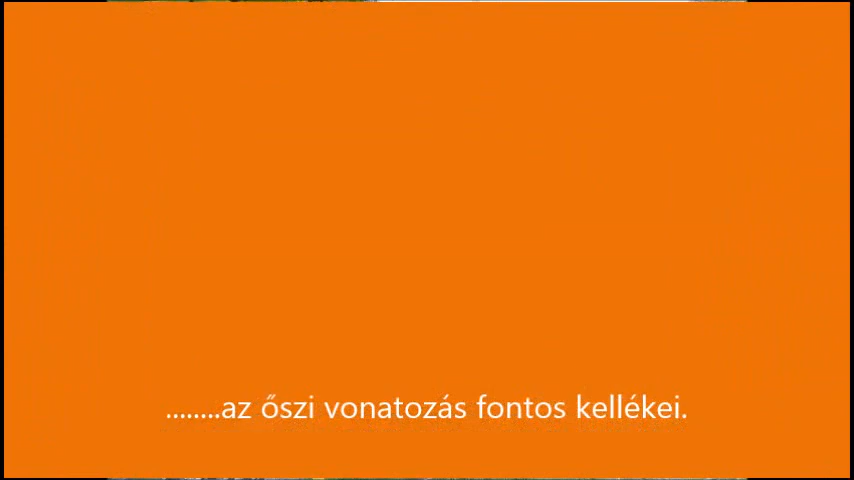 ........az őszi vonatozás fontos kellékei.